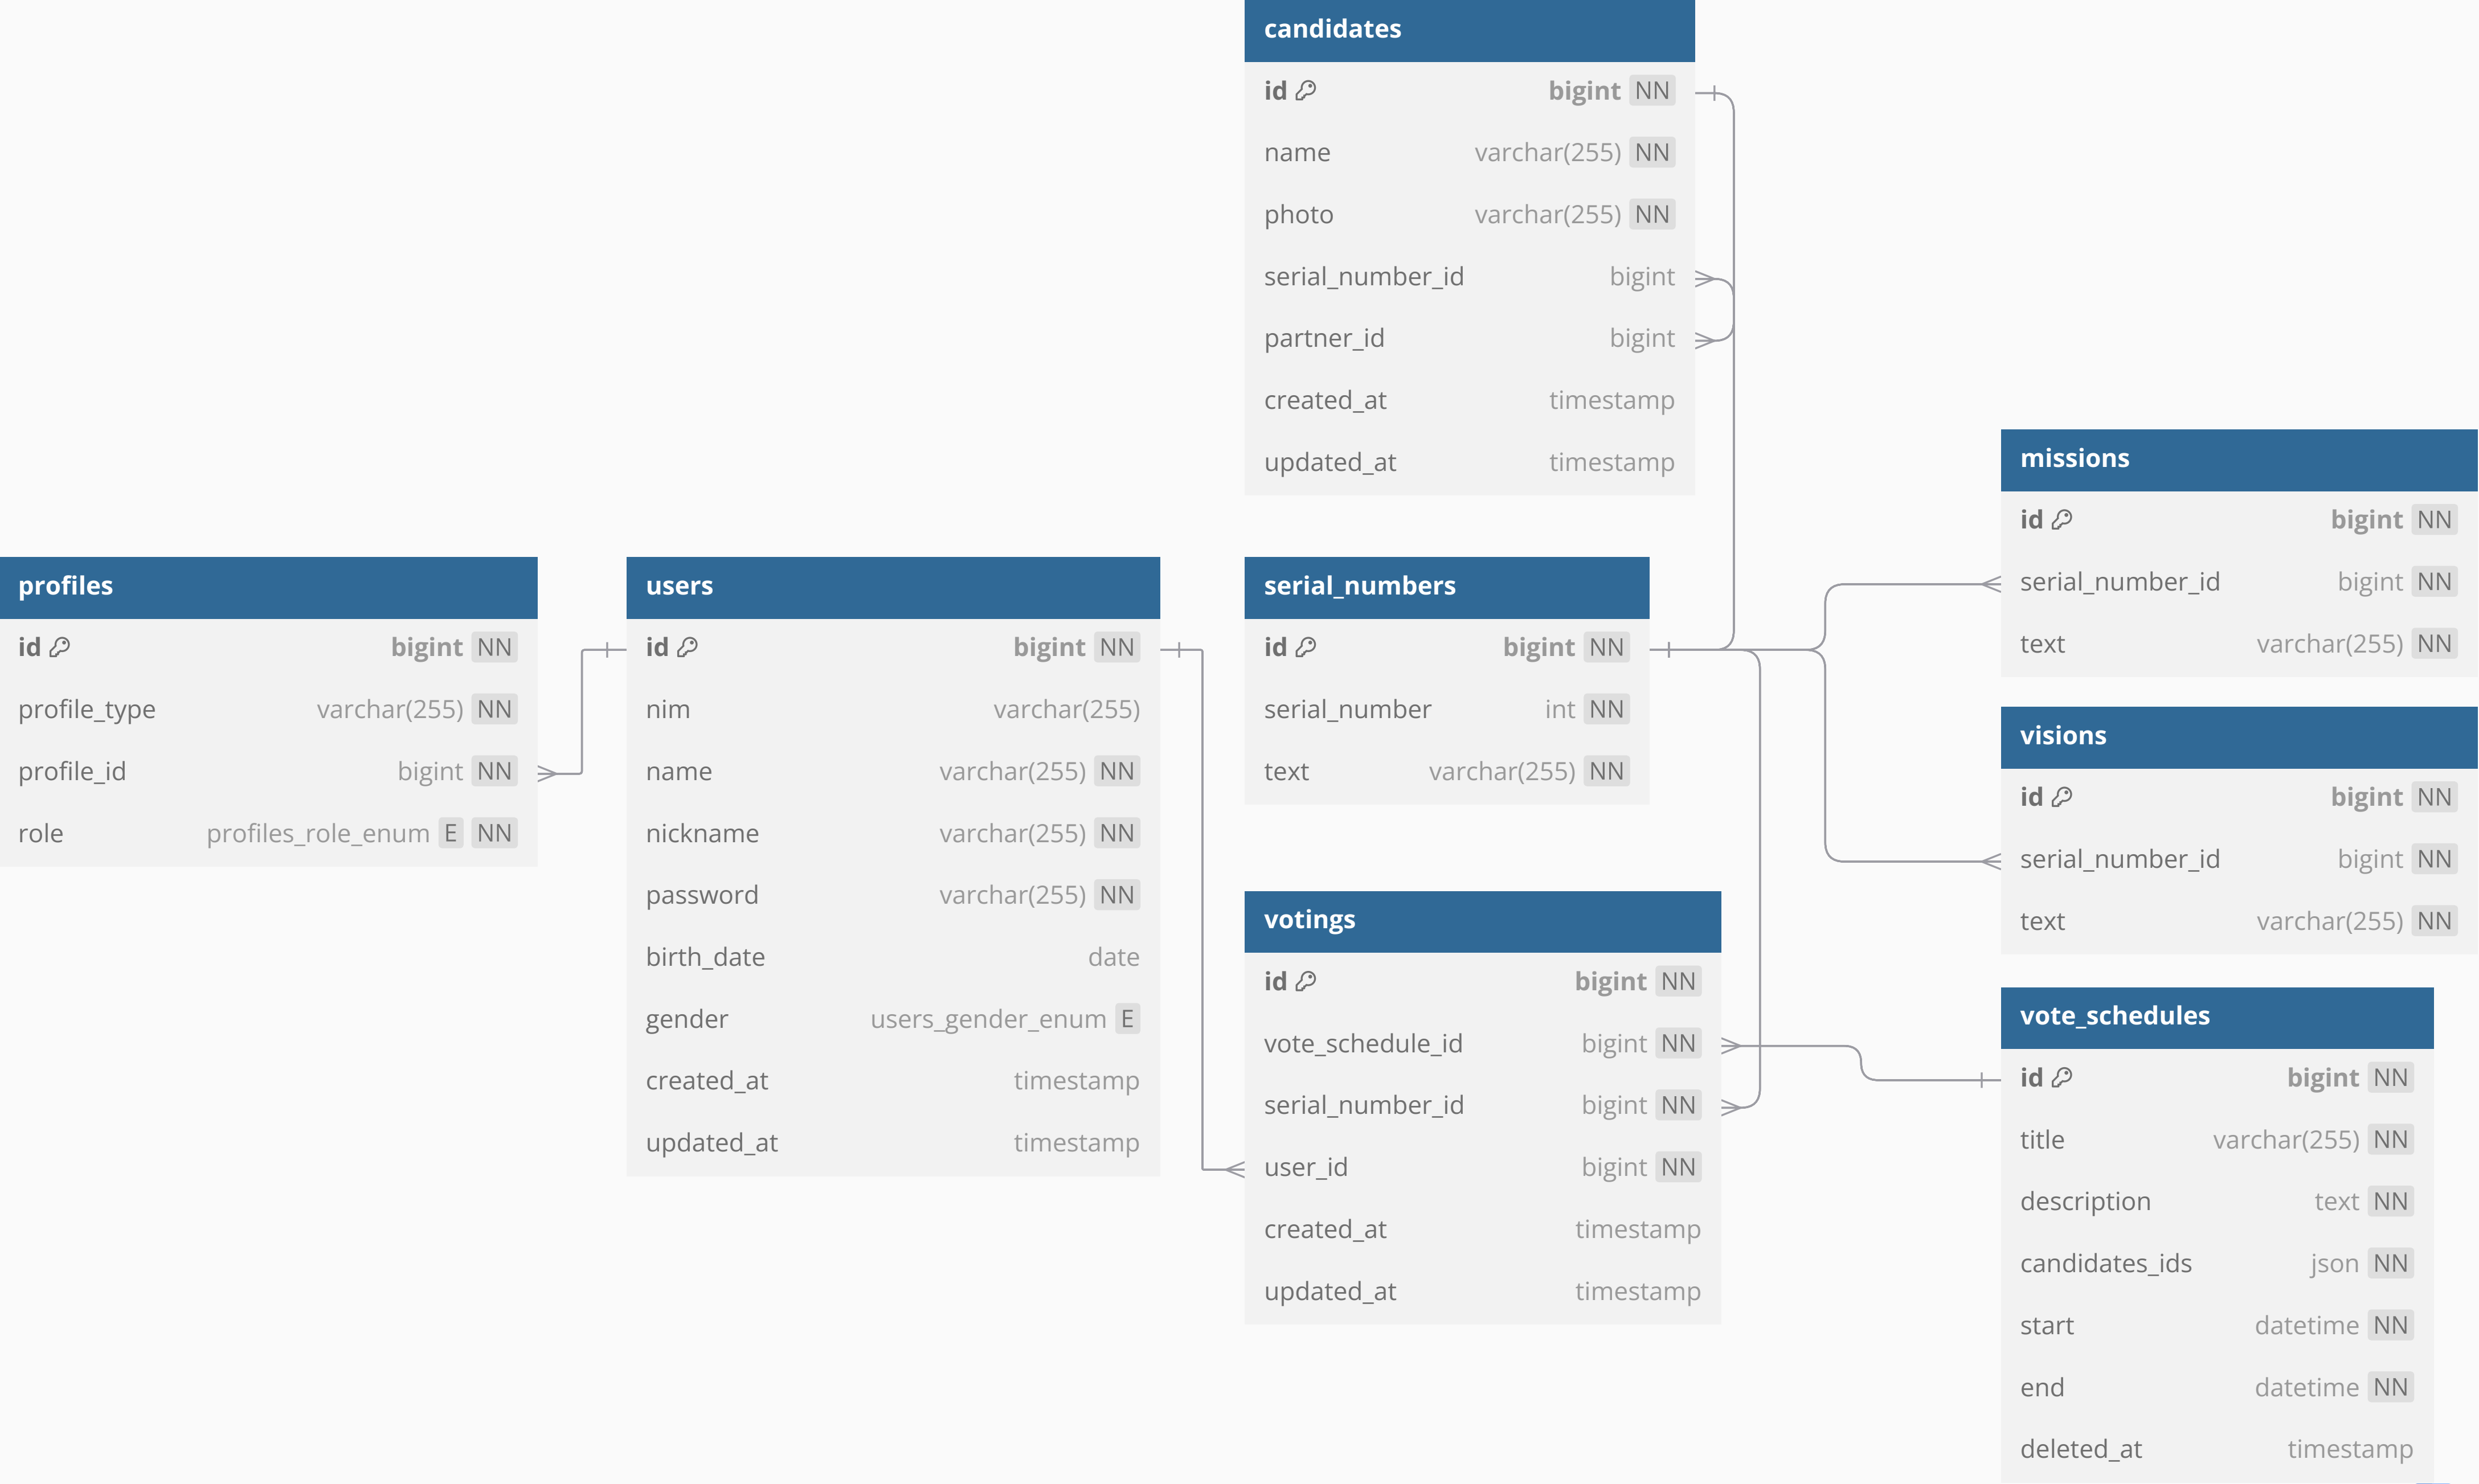 candidates
id bigint NN
name varchar(255) NN
photo varchar(255) NN
serial_number_id bigint
partner_id bigint
created_at timestamp
updated_at timestamp
profiles
id bigint NN
profile_type varchar(255) NN
profile_id bigint NN
role profiles_role_enum E NN
users
id bigint NN
nim varchar(255)
name varchar(255) NN
nickname varchar(255) NN
password varchar(255) NN
birth_date date
gender users_gender_enum E
created_at timestamp
updated_at timestamp
serial_numbers
id bigint NN
serial_number int NN
text varchar(255) NN
votings
id bigint NN
vote_schedule_id bigint NN
serial_number_id bigint NN
user_id bigint NN
created_at timestamp
updated_at timestamp
missions
id bigint NN
serial_number_id bigint NN
text varchar(255) NN
visions
id bigint NN
serial_number_id bigint NN
text varchar(255) NN
vote_schedules
id bigint NN
title varchar(255) NN
description text NN
candidates_ids json NN
start datetime NN
end datetime NN
deleted_at timestamp